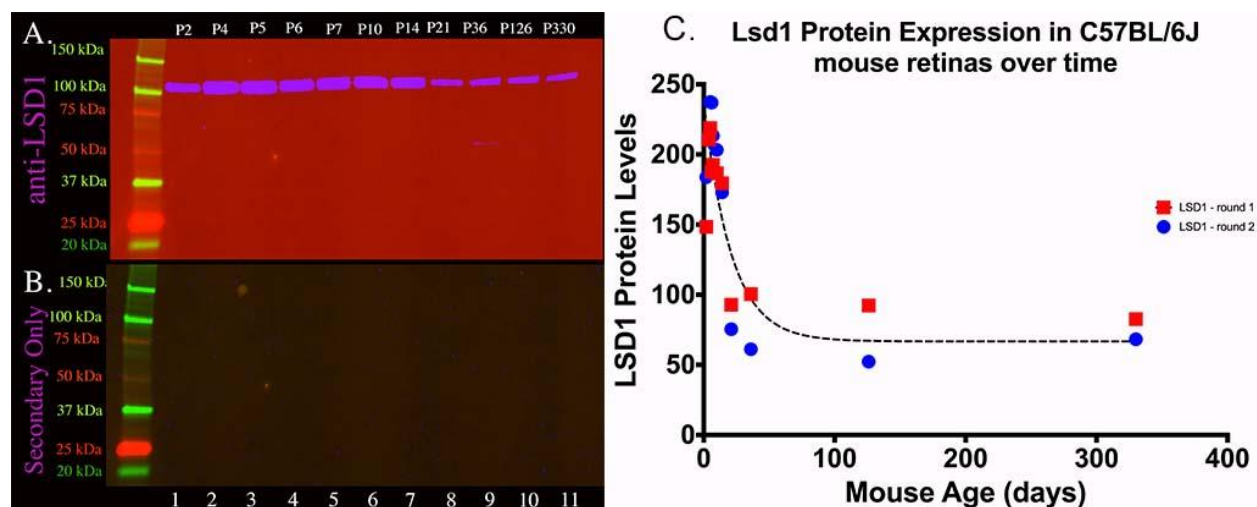 A.
P2 P4 P5 P6 P7 P10 P14 P21 P36 P126 P330
150 kDa
100 kDa
75 kDa
50 kDa
37 kDa
25 kDa
20 kDa
anti-LSD1
B.
150 kDa
100 kDa
75 kDa
50 kDa
37 kDa
25 kDa
20 kDa
Secondary Only
1 2 3 4 5 6 7 8 9 10 11
C.
Lsd1 Protein Expression in C57BL/6J
mouse retinas over time
LSD1 Protein Levels
250
200
150
100
50
0
0 100 200 300 400
Mouse Age (days)
LSD1 - round 1
LSD1 - round 2